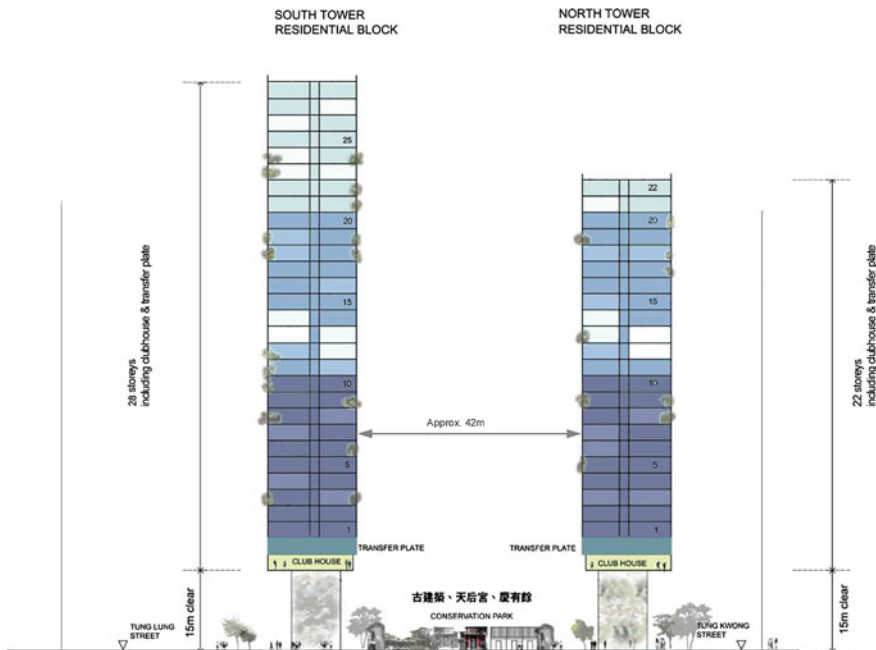 SOUTH TOWER
RESIDENTIAL BLOCK
NORTH TOWER
RESIDENTIAL BLOCK
25
22
20
20
15
15
10
10
5
5
1
1
28 storeys
including clubhouse & transfer plate
22 storeys
including clubhouse & transfer plate
Approx. 42m
TRANSFER PLATE
TRANSFER PLATE
CLUB HOUSE
CLUB HOUSE
15m clear
15m clear
古建築、天后宮、慶有餘
CONSERVATION PARK
TUNG LUNG
STREET
TUNG KWONG
STREET